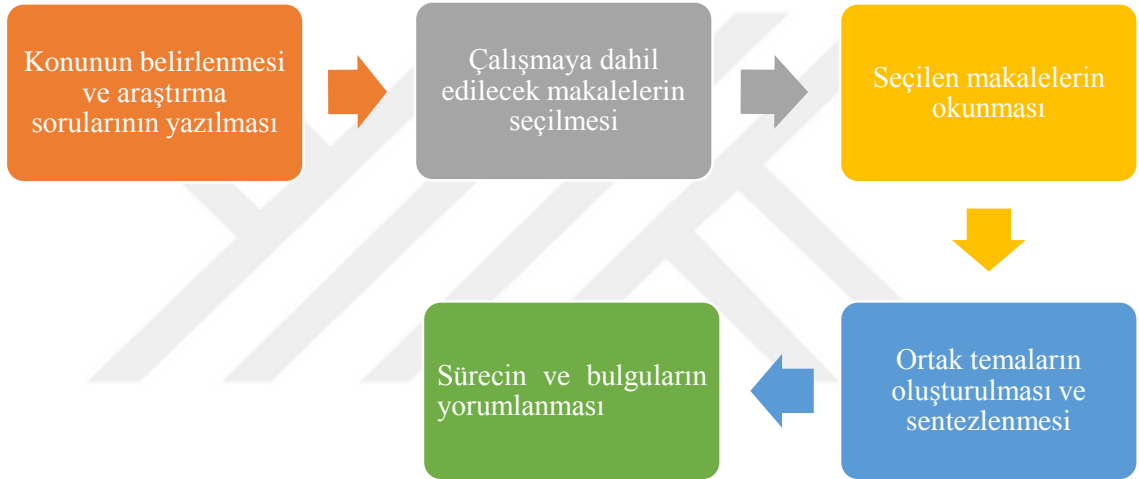 Konunun belirlenmesi
ve araştırma
sorularının yazılması
Çalışmaya dahil
edilecek makalelerin
seçilmesi
Seçilen makalelerin
okunması
Ortak temaların
oluşturulması ve
sentezlenmesi
Sürecin ve bulguların
yorumlanması